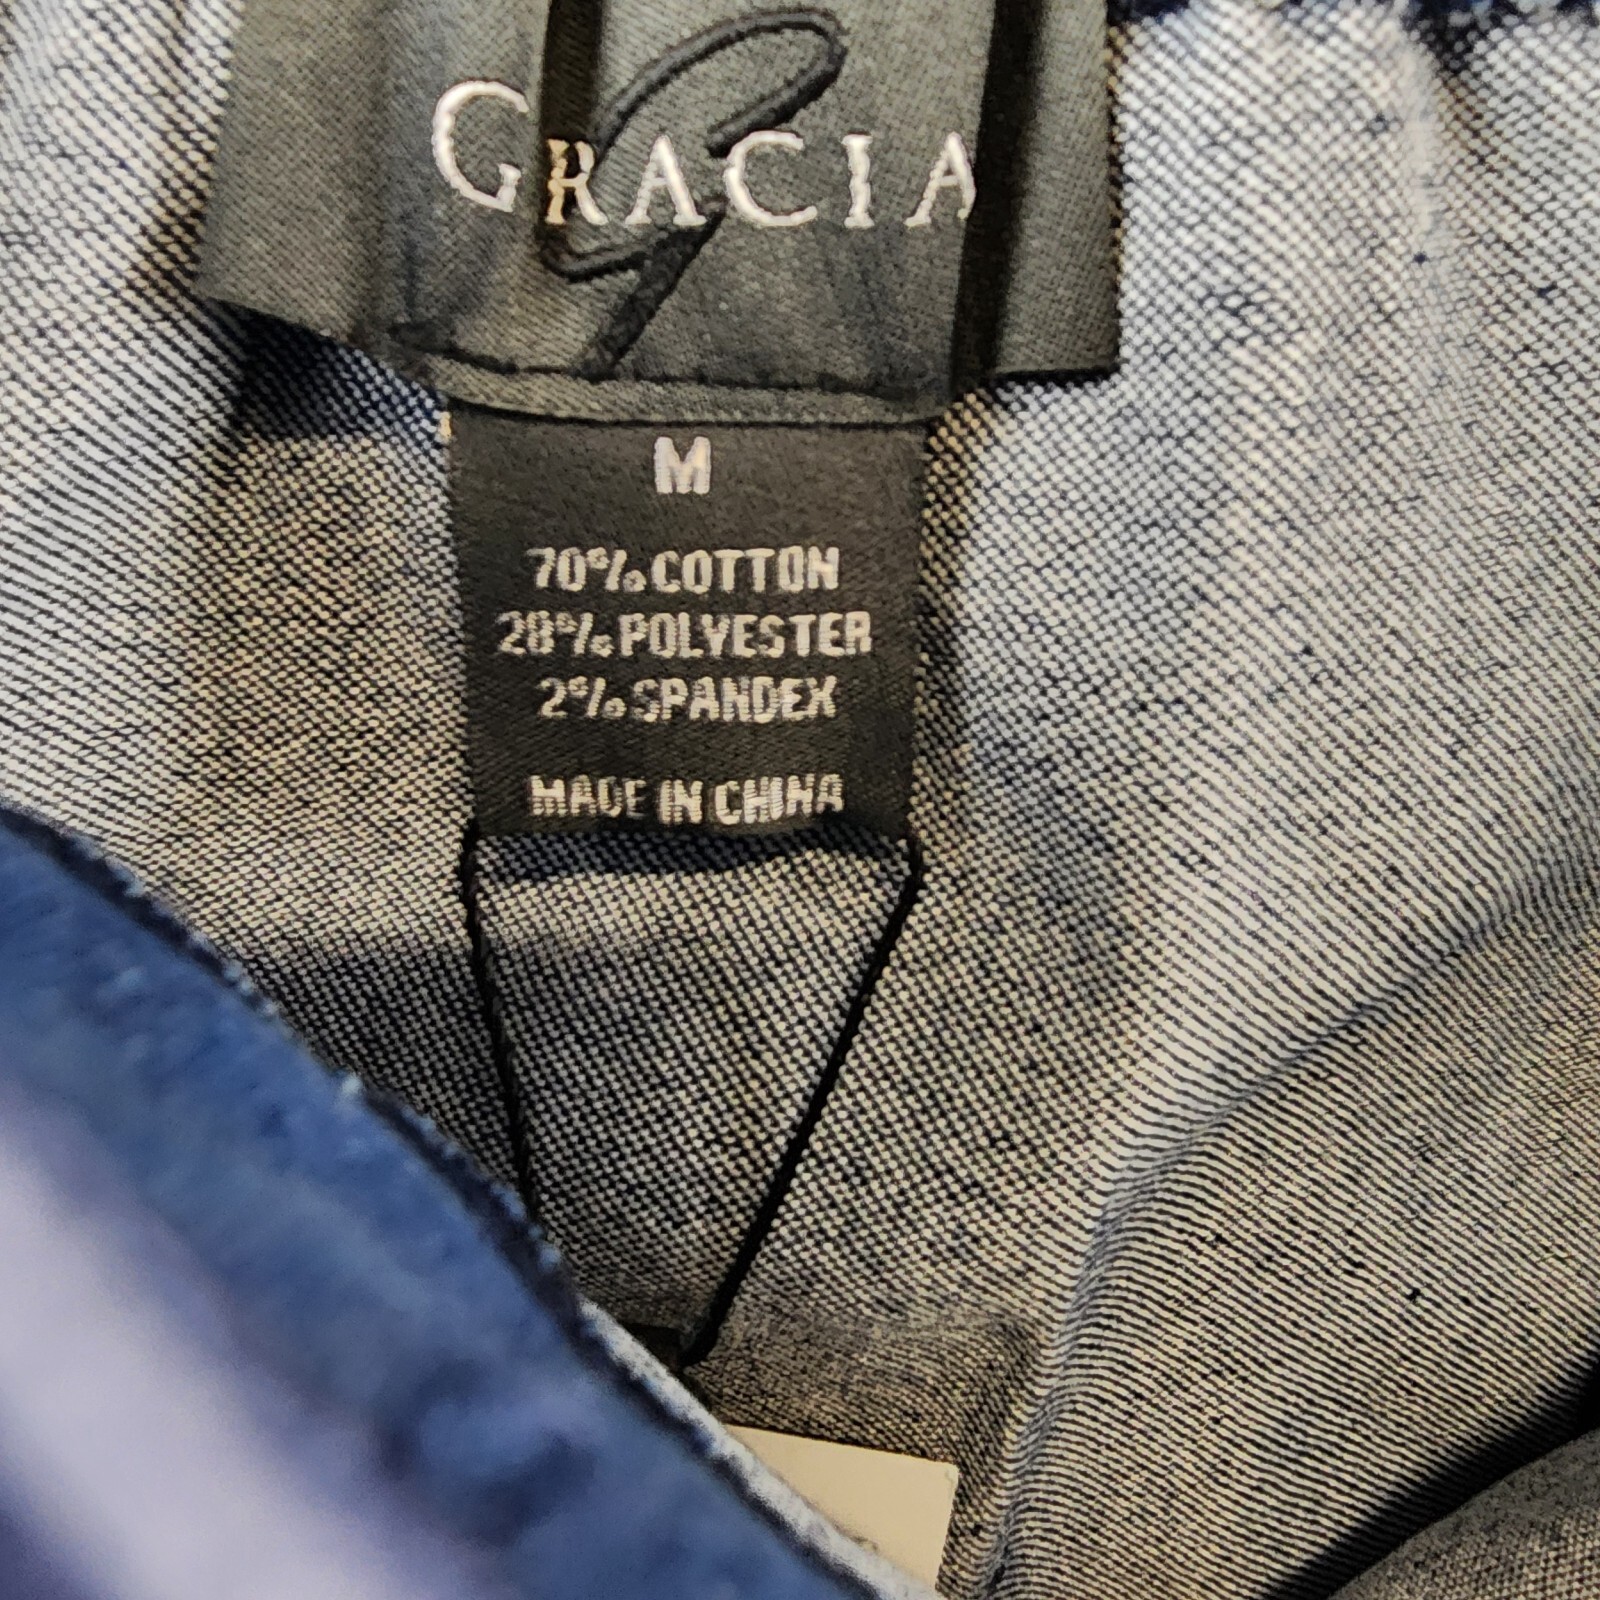 GRACIA
M
70% COTTON
28% POLYESTER
2% SPANDEX
MADE IN CHINA